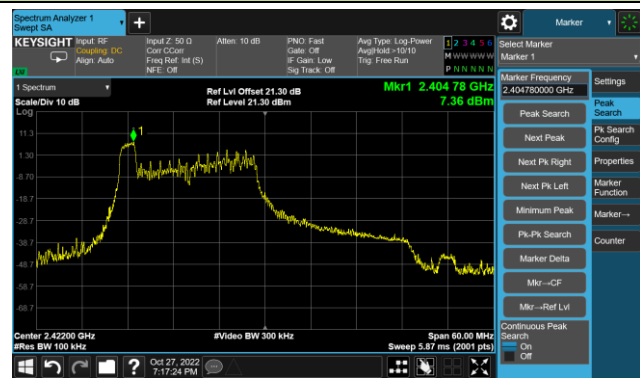 Spectrum Analyzer 1
Swept SA
KEYSIGHT
Input: RF
Coupling: DC
Align: Auto
Input Z: 50 Ω
Corr CCorr
Freq Ref: Int (S)
NFE: Off
Atten: 10 dB
PNO: Fast
Gate: Off
IF Gain: Low
Sig Track: Off
Avg Type: Log-Power
Avg|Hold:>10/10
Trig: Free Run
1 2 3 4 5 6
M W W W W W
P N N N N N
1 Spectrum
Scale/Div 10 dB
Log
Ref Lvl Offset 21.30 dB
Ref Level 21.30 dBm
Mkr1 2.404 78 GHz
7.36 dBm
1
11.3
1.30
-8.70
-18.7
-28.7
-38.7
-48.7
-58.7
-68.7
Center 2.42200 GHz
#Res BW 100 kHz
#Video BW 300 kHz
Span 60.00 MHz
Sweep 5.87 ms (2001 pts)
Oct 27, 2022
7:17:24 PM
Marker
Select Marker
Marker 1
Marker Frequency
2.404780000 GHz
Peak Search
Next Peak
Next Pk Right
Next Pk Left
Minimum Peak
Pk-Pk Search
Marker Delta
Mkr→CF
Mkr→Ref Lvl
Continuous Peak
Search
On
Off
Settings
Peak
Search
Pk Search
Config
Properties
Marker
Function
Marker→
Counter